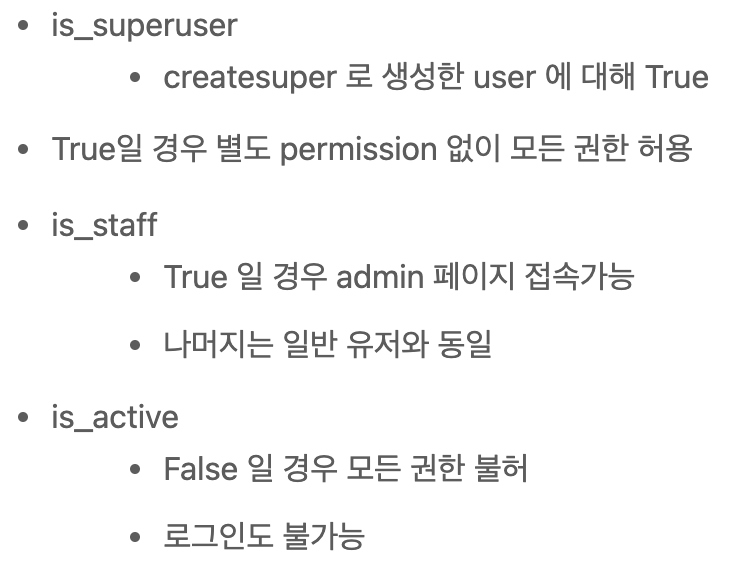 is_superuser
createsuper 로 생성한 user 에 대해 True
True일 경우 별도 permission 없이 모든 권한 허용
is_staff
True 일 경우 admin 페이지 접속가능
나머지는 일반 유저와 동일
is_active
False 일 경우 모든 권한 불허
로그인도 불가능